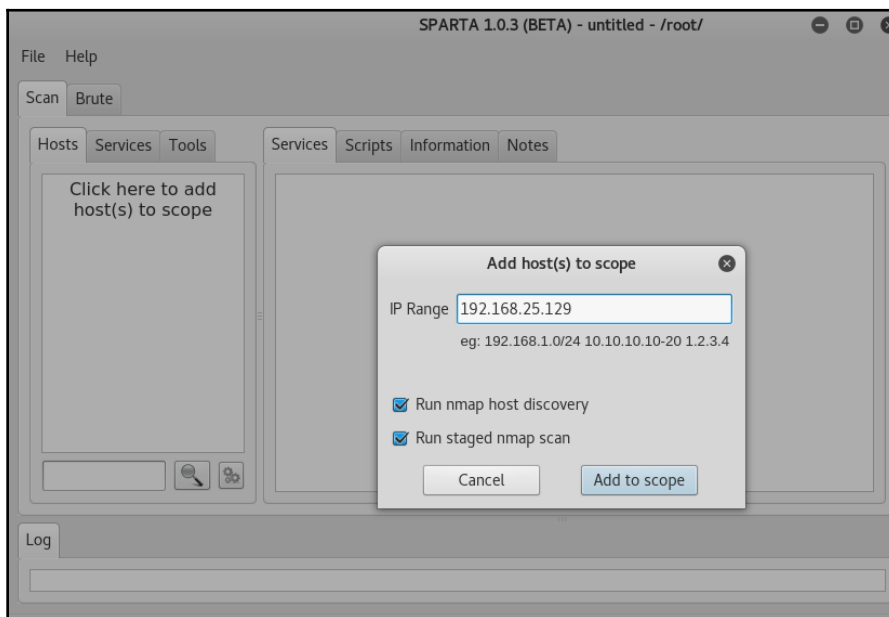 SPARTA 1.0.3 (BETA) - untitled - /root/
File Help
Scan Brute
Hosts Services Tools
Services Scripts Information Notes
Click here to add
host(s) to scope
Add host(s) to scope
IP Range 192.168.25.129
eg: 192.168.1.0/24 10.10.10.10-20 1.2.3.4
Run nmap host discovery
Run staged nmap scan
Cancel Add to scope
Log